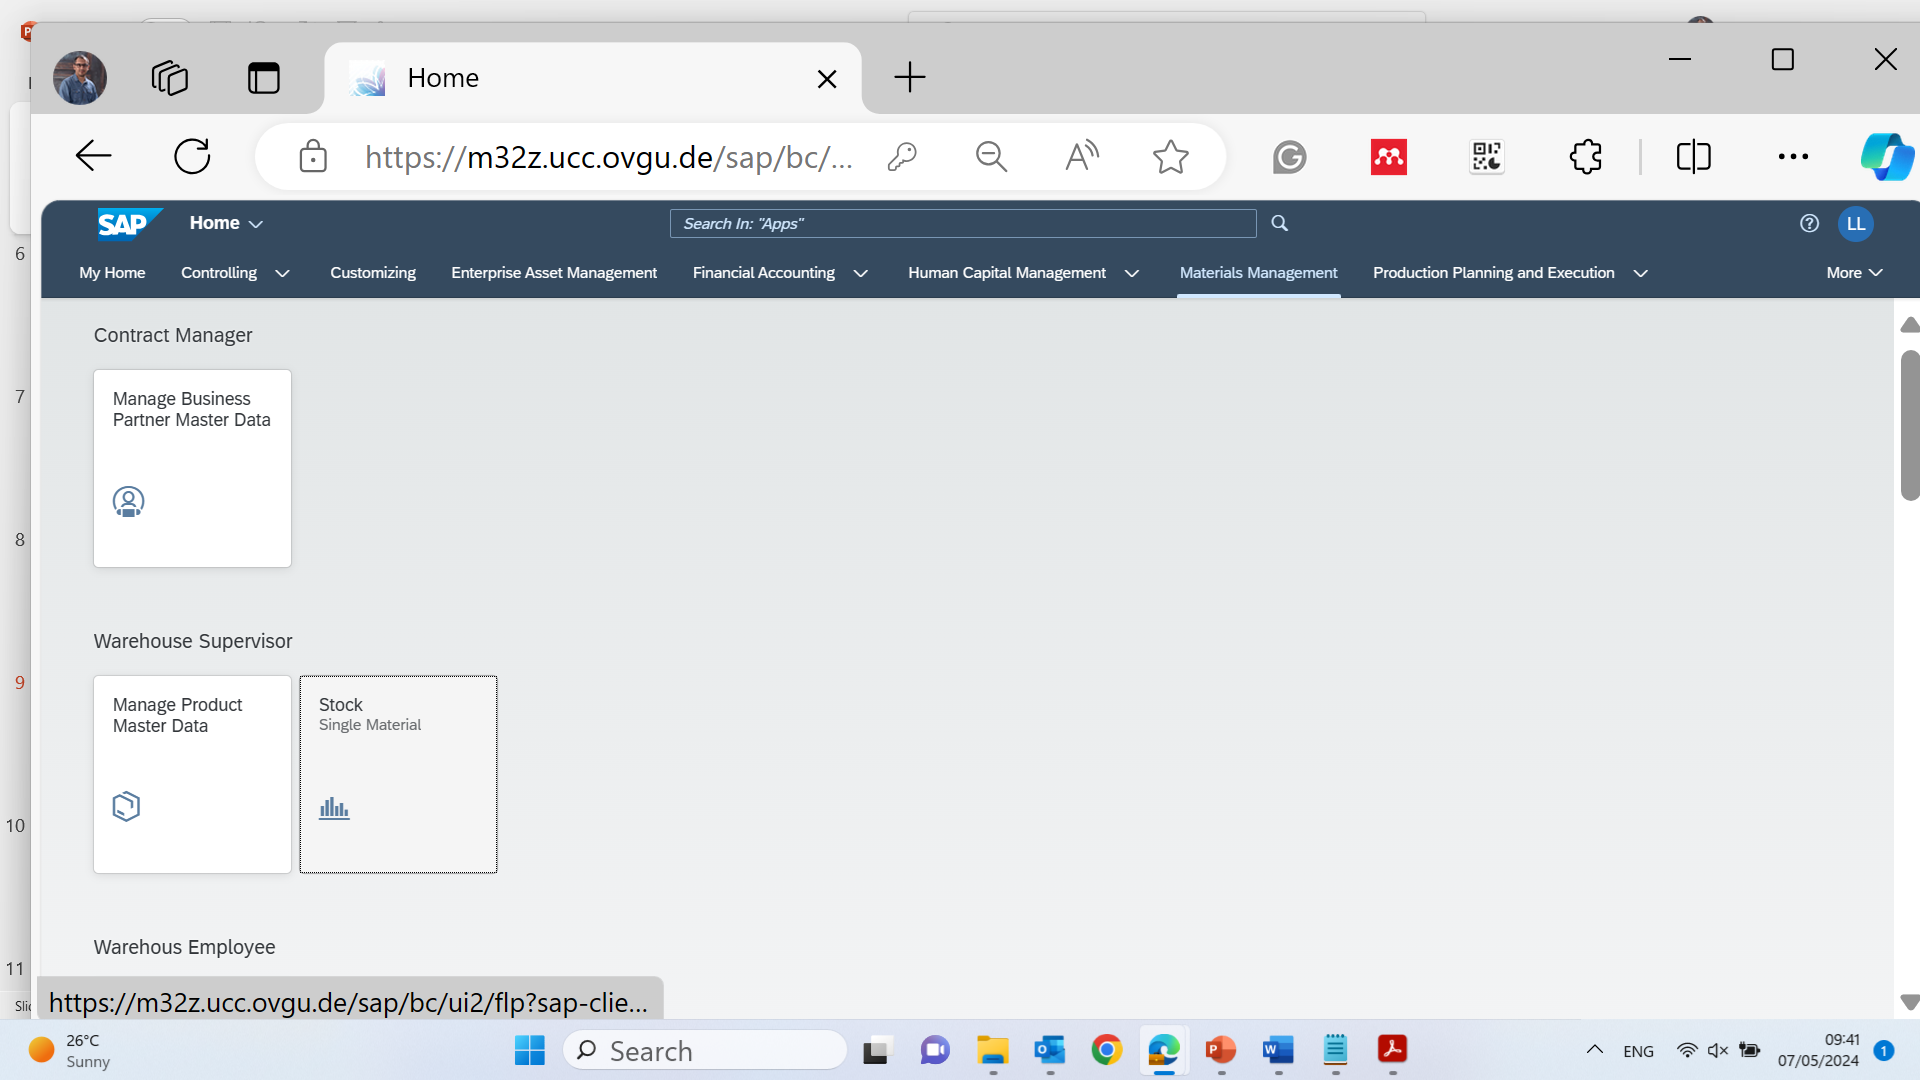 Home
https://m32z.ucc.ovgu.de/sap/bc/...
SAP
Home
Search In: "Apps"
LL
My Home
Controlling
Customizing
Enterprise Asset Management
Financial Accounting
Human Capital Management
Materials Management
Production Planning and Execution
More
Contract Manager
Manage Business
Partner Master Data
Warehouse Supervisor
Manage Product
Master Data
Stock
Single Material
Warehous Employee
6
7
8
9
10
11
https://m32z.ucc.ovgu.de/sap/bc/ui2/flp?sap-clie...
26°C
Sunny
Search
ENG
09:41
07/05/2024
1